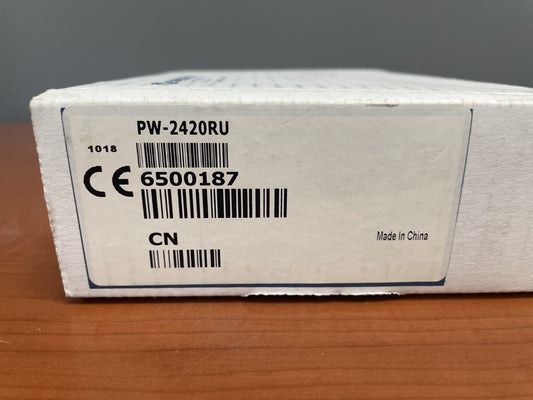 PW-2420RU
1018
CE
6500187
CN
Made In China